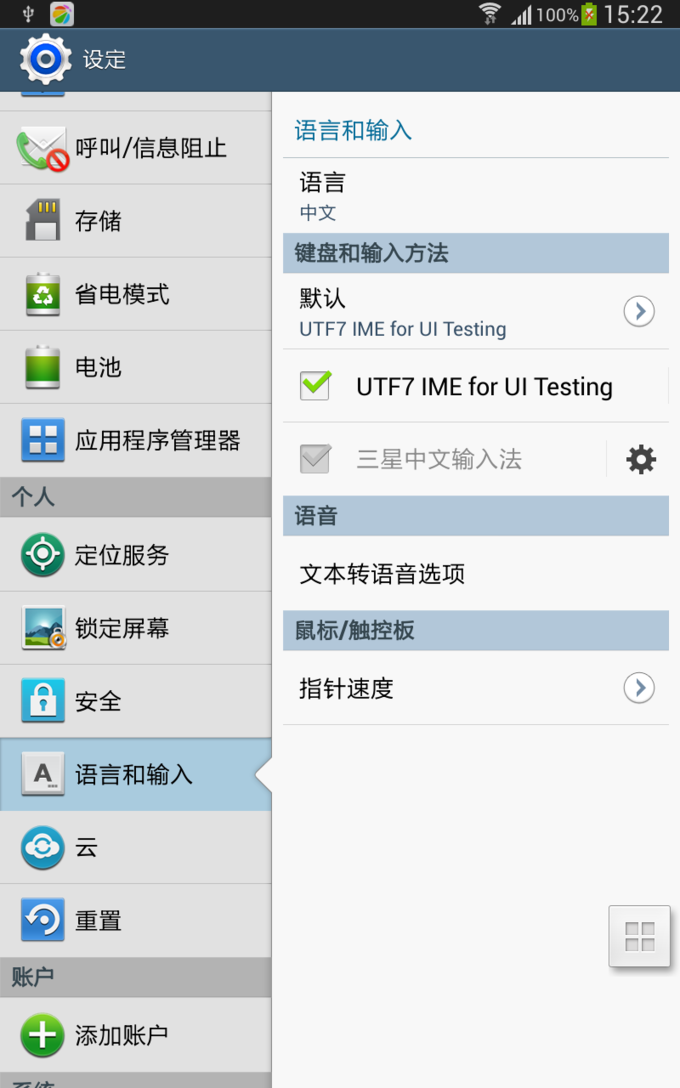 100% 15:22
设定
呼叫/信息阻止
存储
省电模式
电池
应用程序管理器
个人
定位服务
锁定屏幕
安全
语言和输入
云
重置
账户
添加账户
系统
语言和输入
语言
中文
键盘和输入方法
默认
UTF7 IME for UI Testing
UTF7 IME for UI Testing
三星中文输入法
语音
文本转语音选项
鼠标/触控板
指针速度